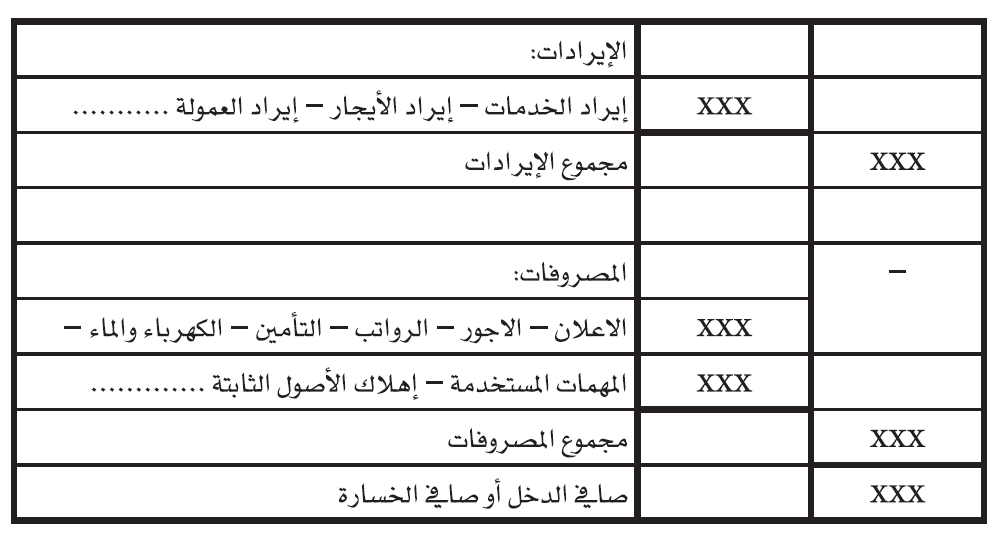 الإيرادات:
إيراد الخدمات – إيراد الأيجار – إيراد العمولة ........... XXX
مجموع الإيرادات XXX
المصروفات: –
الاعلان – الاجور – الرواتب – التأمين – الكهرباء والماء – XXX
المهمات المستخدمة – إهلاك الأصول الثابتة ............. XXX
مجموع المصروفات XXX
صافي الدخل أو صافي الخسارة XXX